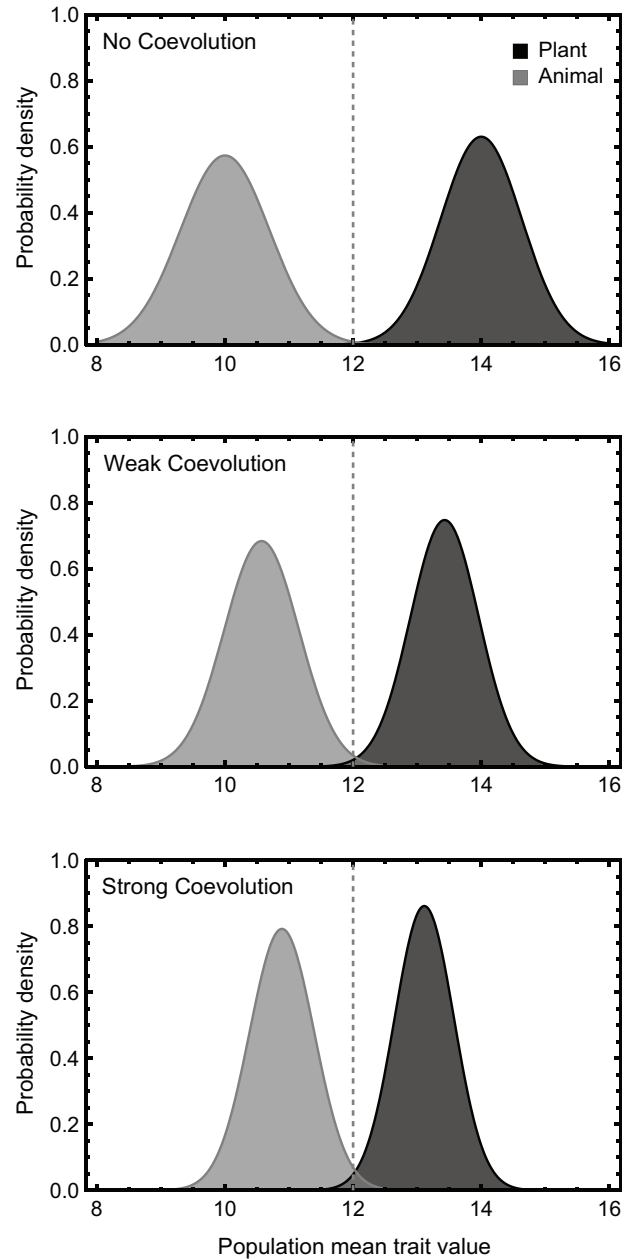 No Coevolution
Plant
Animal
Probability density
1.0
0.8
0.6
0.4
0.2
0.0
8 10 12 14 16
Weak Coevolution
Probability density
1.0
0.8
0.6
0.4
0.2
0.0
8 10 12 14 16
Strong Coevolution
Probability density
1.0
0.8
0.6
0.4
0.2
0.0
8 10 12 14 16
Population mean trait value